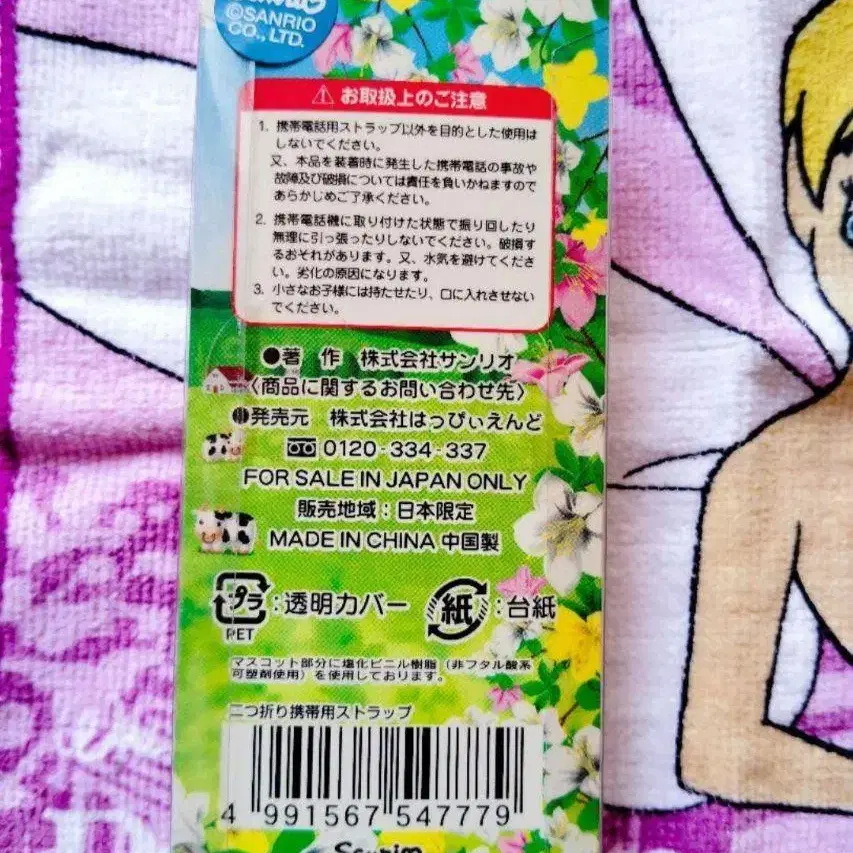 ©SANRIO
CO., LTD.
⚠ お取扱上のご注意
1. 携帯電話用ストラップ以外を目的とした使用は
しないでください。
又、本品を装着時に発生した携帯電話の事故や
故障及び破損については責任を負いかねますので
あらかじめご了承ください。
2. 携帯電話機に取り付けた状態で振り回したり
無理に引っ張ったりしないでください。破損す
るおそれがあります。又、水気を避けてくださ
い。劣化の原因になります。
3. 小さなお子様には持たせたり、口に入れさせない
でください。
●著 作 株式会社サンリオ
〈商品に関するお問い合わせ先〉
●発売元 株式会社はっぴぃえんど
0120-334-337
FOR SALE IN JAPAN ONLY
販売地域：日本限定
MADE IN CHINA 中国製
プラ：透明カバー 紙：台紙
PET
マスコット部分に塩化ビニル樹脂（非フタル酸系
可塑剤使用）を使用しております。
二つ折り携帯用ストラップ
4 991567 547779